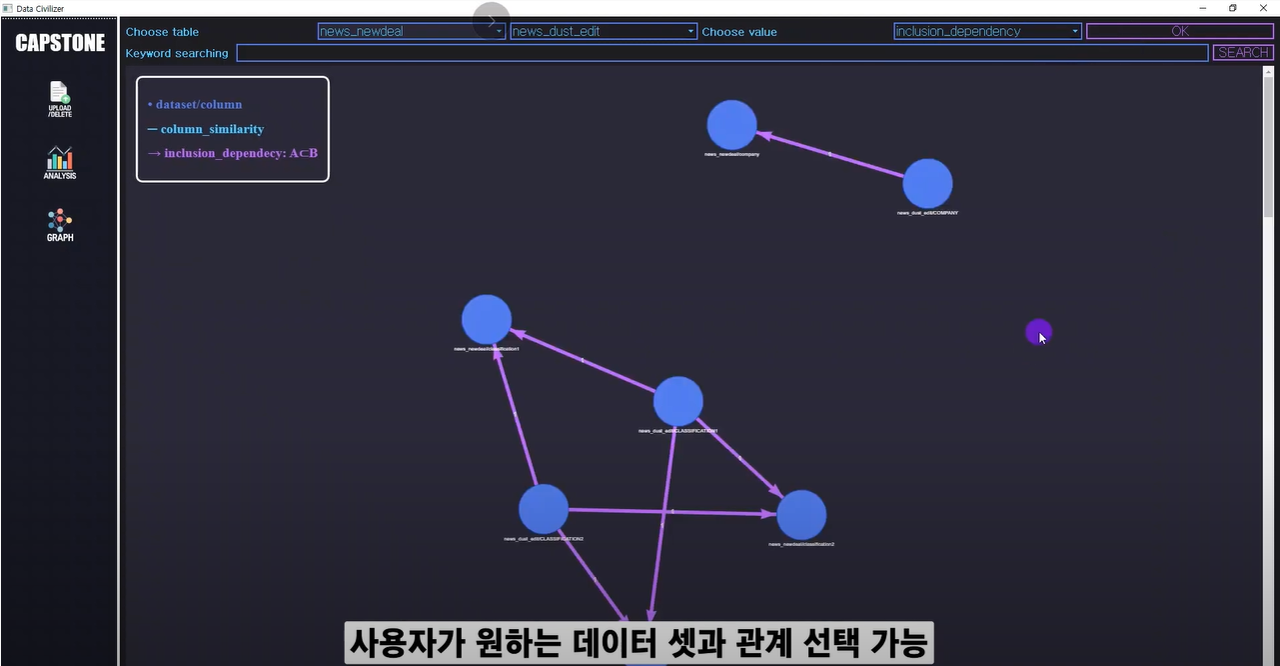 Data Civilizer
CAPSTONE
UPLOAD
/DELETE
ANALYSIS
GRAPH
Choose table
news_newdeal
news_dust_edit
Choose value
inclusion_dependency
OK
Keyword searching
SEARCH
• dataset/column
— column_similarity
→ inclusion_dependecy: A⊂B
news_newdeal/company
news_dust_edit/COMPANY
news_newdeal/classification1
news_dust_edit/CLASSIFICATION1
news_dust_edit/CLASSIFICATION2
news_newdeal/classification2
사용자가 원하는 데이터 셋과 관계 선택 가능